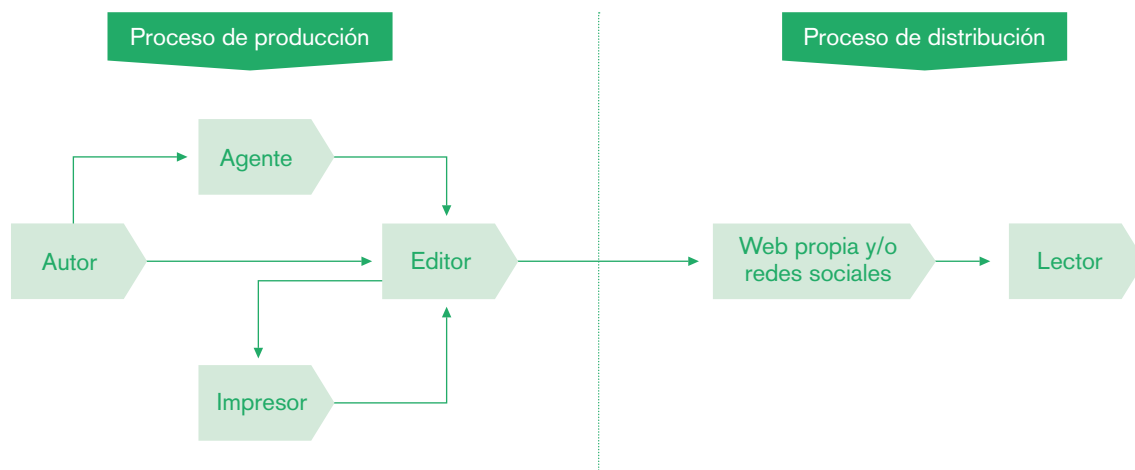 Proceso de producción
Proceso de distribución
Agente
Autor
Editor
Web propia y/o
redes sociales
Lector
Impresor